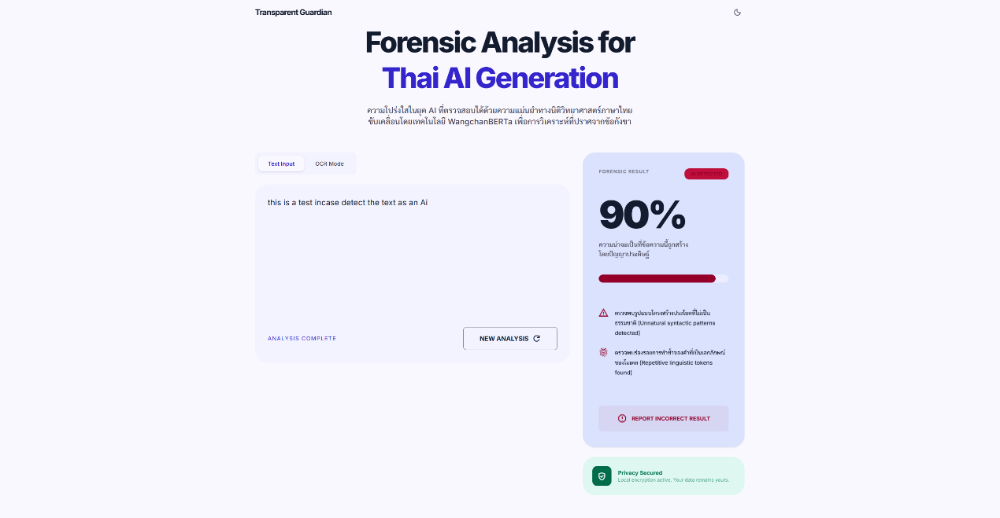 Transparent Guardian
Forensic Analysis for
Thai AI Generation
ความโปร่งใสในยุค AI ที่ตรวจสอบได้ด้วยความแม่นยำทางนิติวิทยาศาสตร์ภาษาไทย
ขับเคลื่อนโดยเทคโนโลยี WangchanBERTa เพื่อการวิเคราะห์ที่ปราศจากข้อกังขา
Text Input
OCR Mode
this is a test incase detect the text as an Ai
ANALYSIS COMPLETE
NEW ANALYSIS
FORENSIC RESULT
AI DETECTED
90%
ความน่าจะเป็นที่ข้อความนี้ถูกสร้าง
โดยปัญญาประดิษฐ์
ตรวจพบรูปแบบโครงสร้างประโยคที่ไม่เป็น
ธรรมชาติ (Unnatural syntactic patterns
detected)
ตรวจพบร่องรอยการทำซ้ำของคำที่เป็นเอกลักษณ์
ของโมเดล (Repetitive linguistic tokens
found)
REPORT INCORRECT RESULT
Privacy Secured
Local encryption active. Your data remains yours.